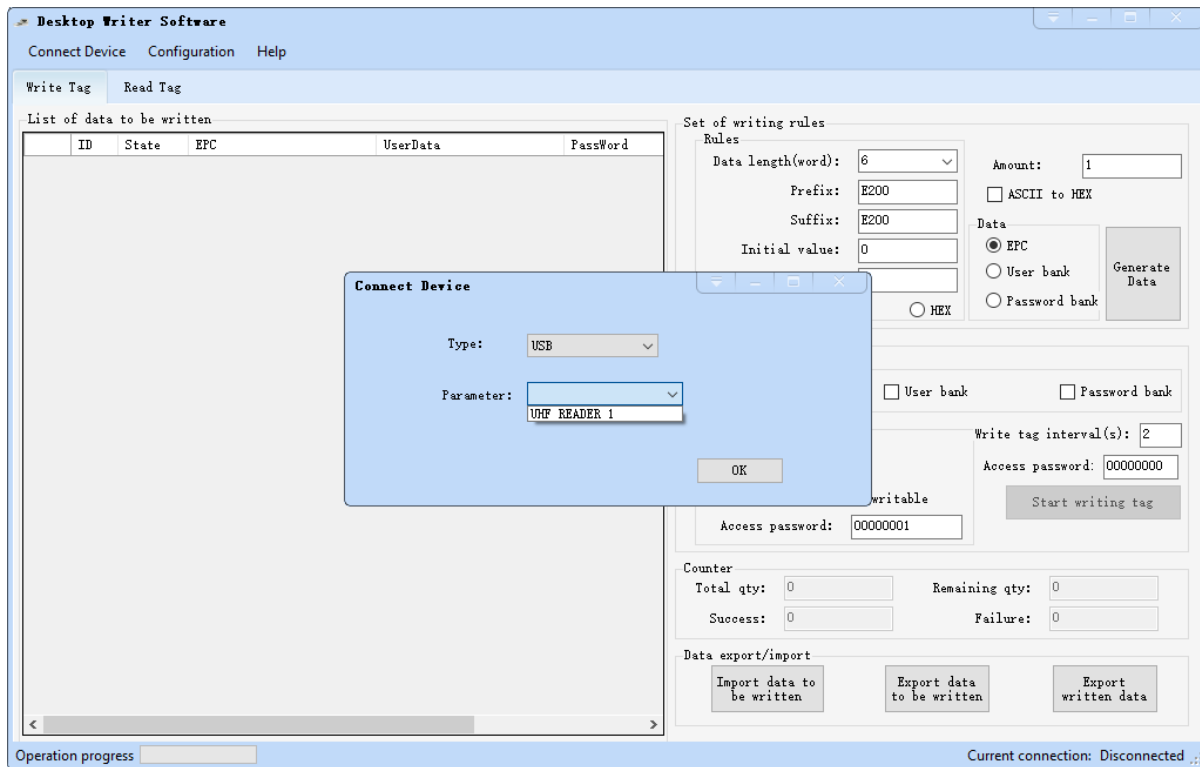 Desktop Writer Software
Connect Device Configuration Help
Write Tag Read Tag
List of data to be written
ID State EPC UserData PassWord
Set of writing rules
Rules
Data length(word): 6
Prefix: E200
Suffix: E200
Initial value: 0
HEX
Amount: 1
ASCII to HEX
Data
EPC
User bank
Password bank
Generate
Data
Connect Device
Type: USB
Parameter:
UHF READER 1
OK
User bank Password bank
Write tag interval(s): 2
Access password: 00000000
writable
Start writing tag
Access password: 00000001
Counter
Total qty: 0 Remaining qty: 0
Success: 0 Failure: 0
Data export/import
Import data to
be written
Export data
to be written
Export
written data
Operation progress
Current connection: Disconnected